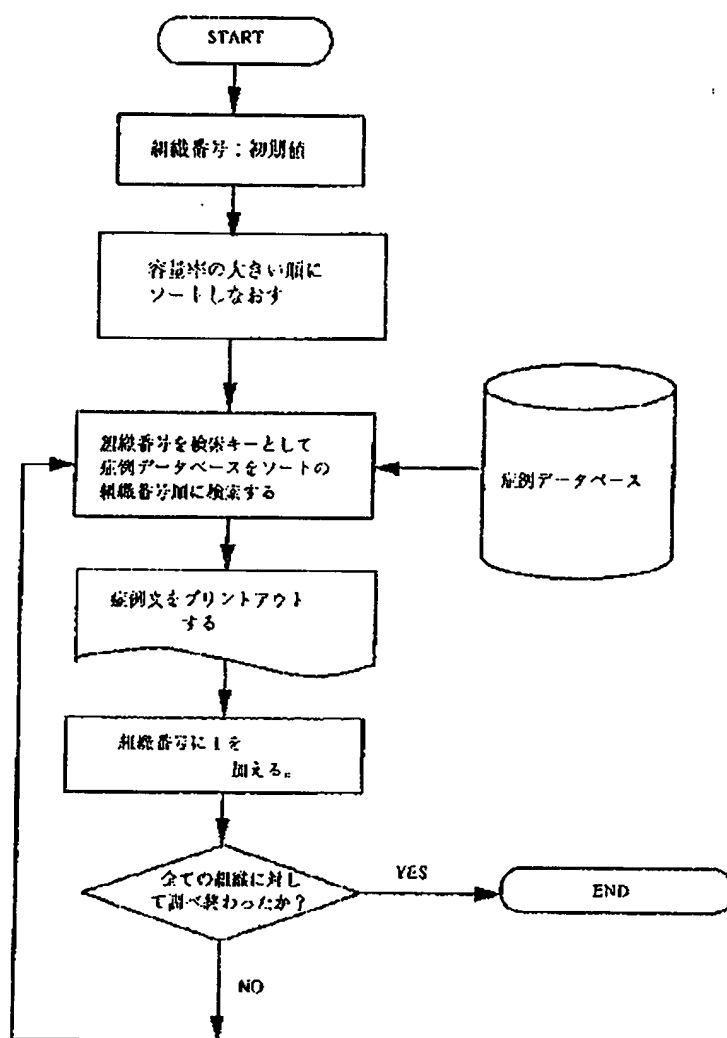 START
組織番号：初期値
容量率の大きい順に
ソートしなおす
組織番号を検索キーとして
症例データベースをソートの
組織番号順に検索する
症例データベース
症例文をプリントアウト
する
組織番号に1を
加える。
全ての組織に対し
て調べ終わったか？
YES
END
NO